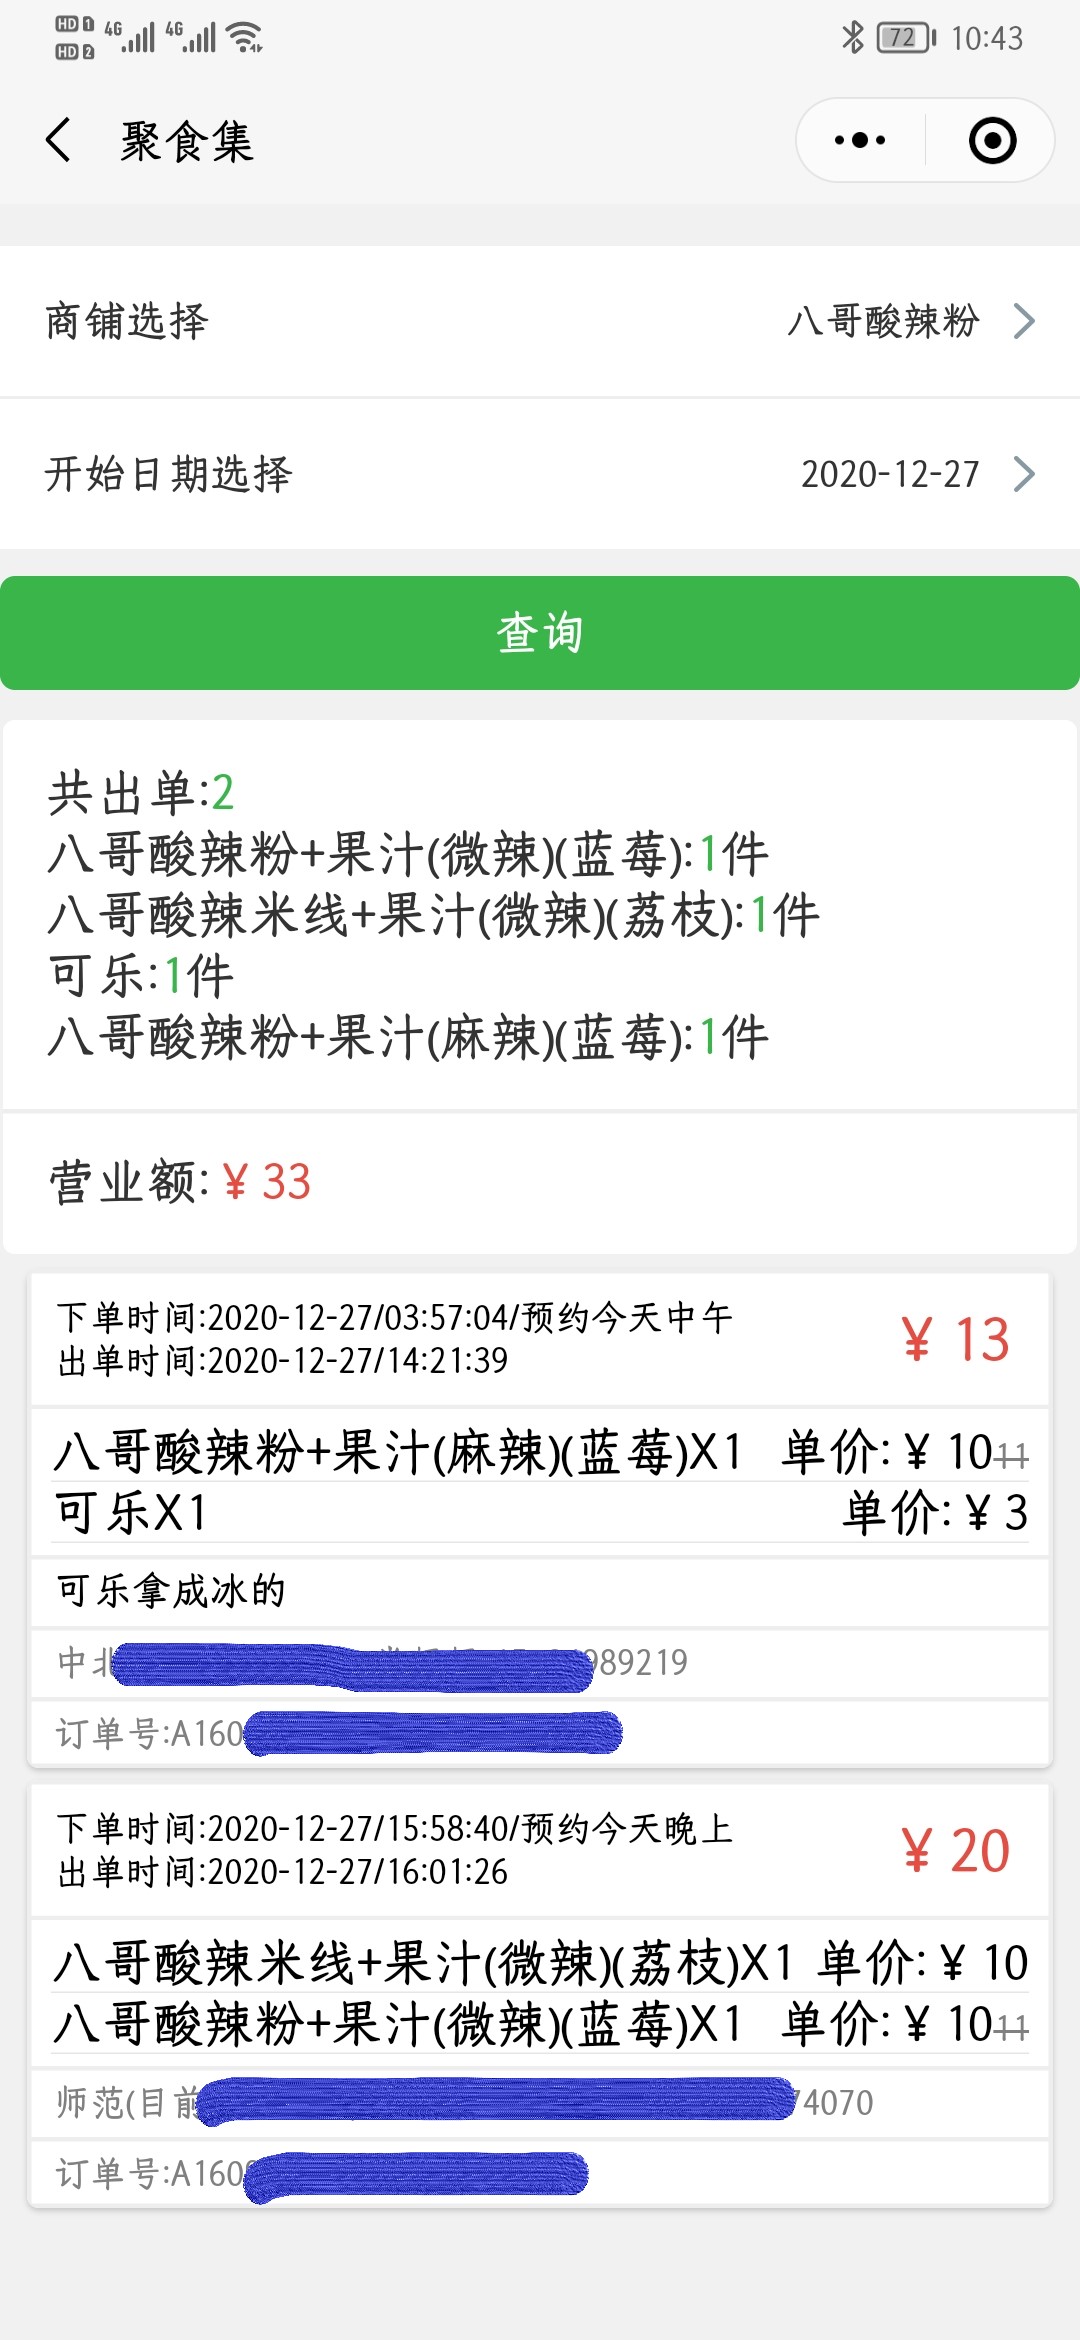 HD 1 4G 4G
HD 2
72 10:43
聚食集
商铺选择 八哥酸辣粉
开始日期选择 2020-12-27
查询
共出单:2
八哥酸辣粉+果汁(微辣)(蓝莓):1件
八哥酸辣米线+果汁(微辣)(荔枝):1件
可乐:1件
八哥酸辣粉+果汁(麻辣)(蓝莓):1件
营业额:¥ 33
下单时间:2020-12-27/03:57:04/预约今天中午
出单时间:2020-12-27/14:21:39
¥ 13
八哥酸辣粉+果汁(麻辣)(蓝莓)X1 单价:¥ 10 11
可乐X1 单价:¥ 3
可乐拿成冰的
中北 989219
订单号:A160
下单时间:2020-12-27/15:58:40/预约今天晚上
出单时间:2020-12-27/16:01:26
¥ 20
八哥酸辣米线+果汁(微辣)(荔枝)X1 单价:¥ 10
八哥酸辣粉+果汁(微辣)(蓝莓)X1 单价:¥ 10 11
师范(目前 74070
订单号:A160